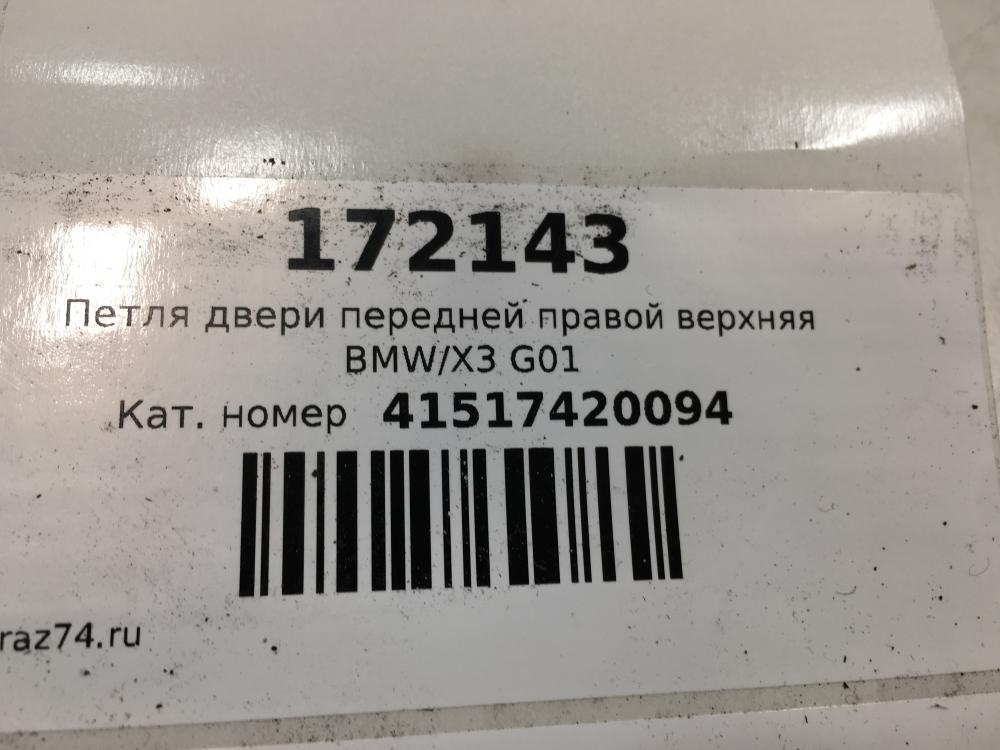 172143
Петля двери передней правой верхняя
BMW/X3 G01
Кат. номер 41517420094
raz74.ru